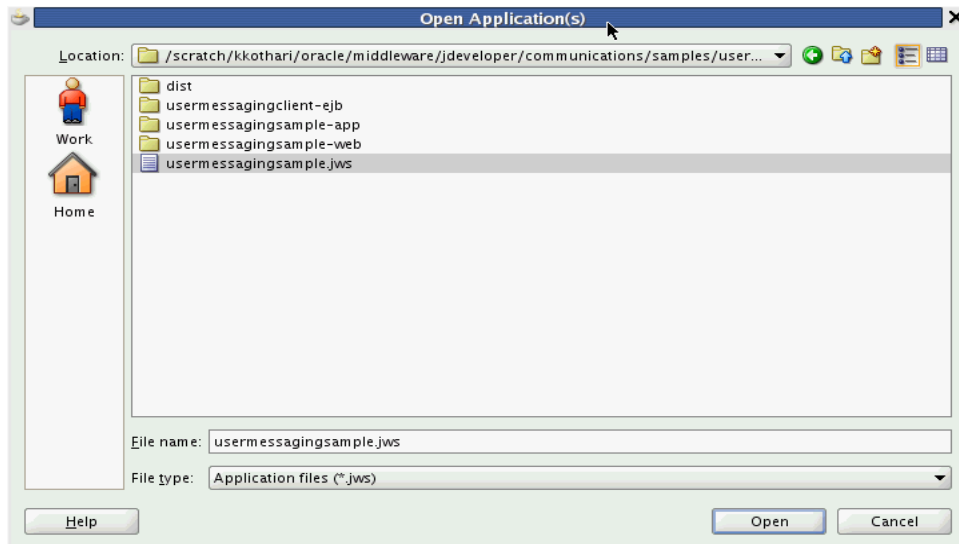 Open Application(s)
Location: /scratch/kkothari/oracle/middleware/jdeveloper/communications/samples/user...
Work
Home
dist
usermessagingclient-ejb
usermessagingsample-app
usermessagingsample-web
usermessagingsample.jws
File name: usermessagingsample.jws
File type: Application files (*.jws)
Help Open Cancel